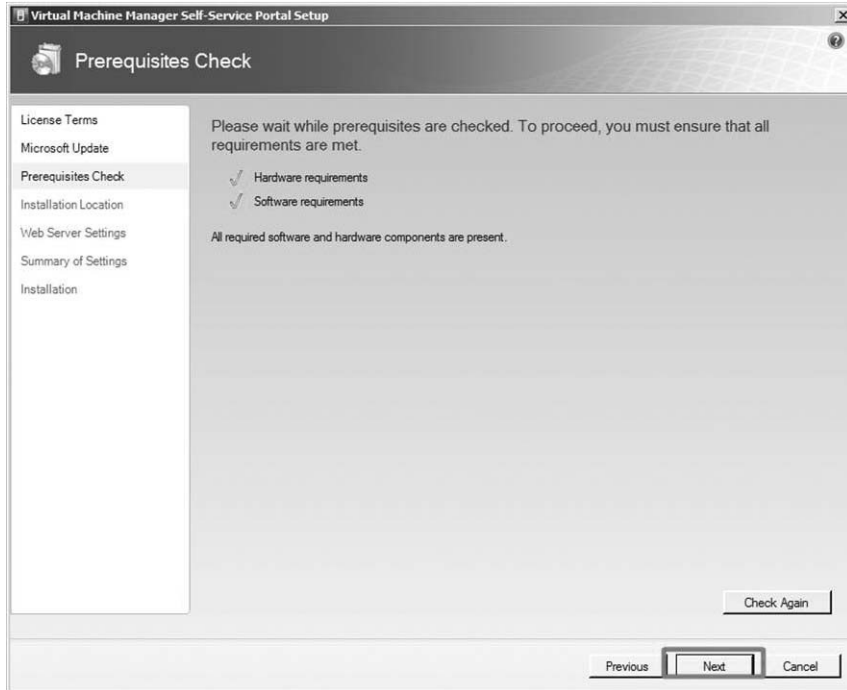 Virtual Machine Manager Self-Service Portal Setup
Prerequisites Check
License Terms
Microsoft Update
Prerequisites Check
Installation Location
Web Server Settings
Summary of Settings
Installation
Please wait while prerequisites are checked. To proceed, you must ensure that all
requirements are met.
Hardware requirements
Software requirements
All required software and hardware components are present.
Check Again
Previous
Next
Cancel